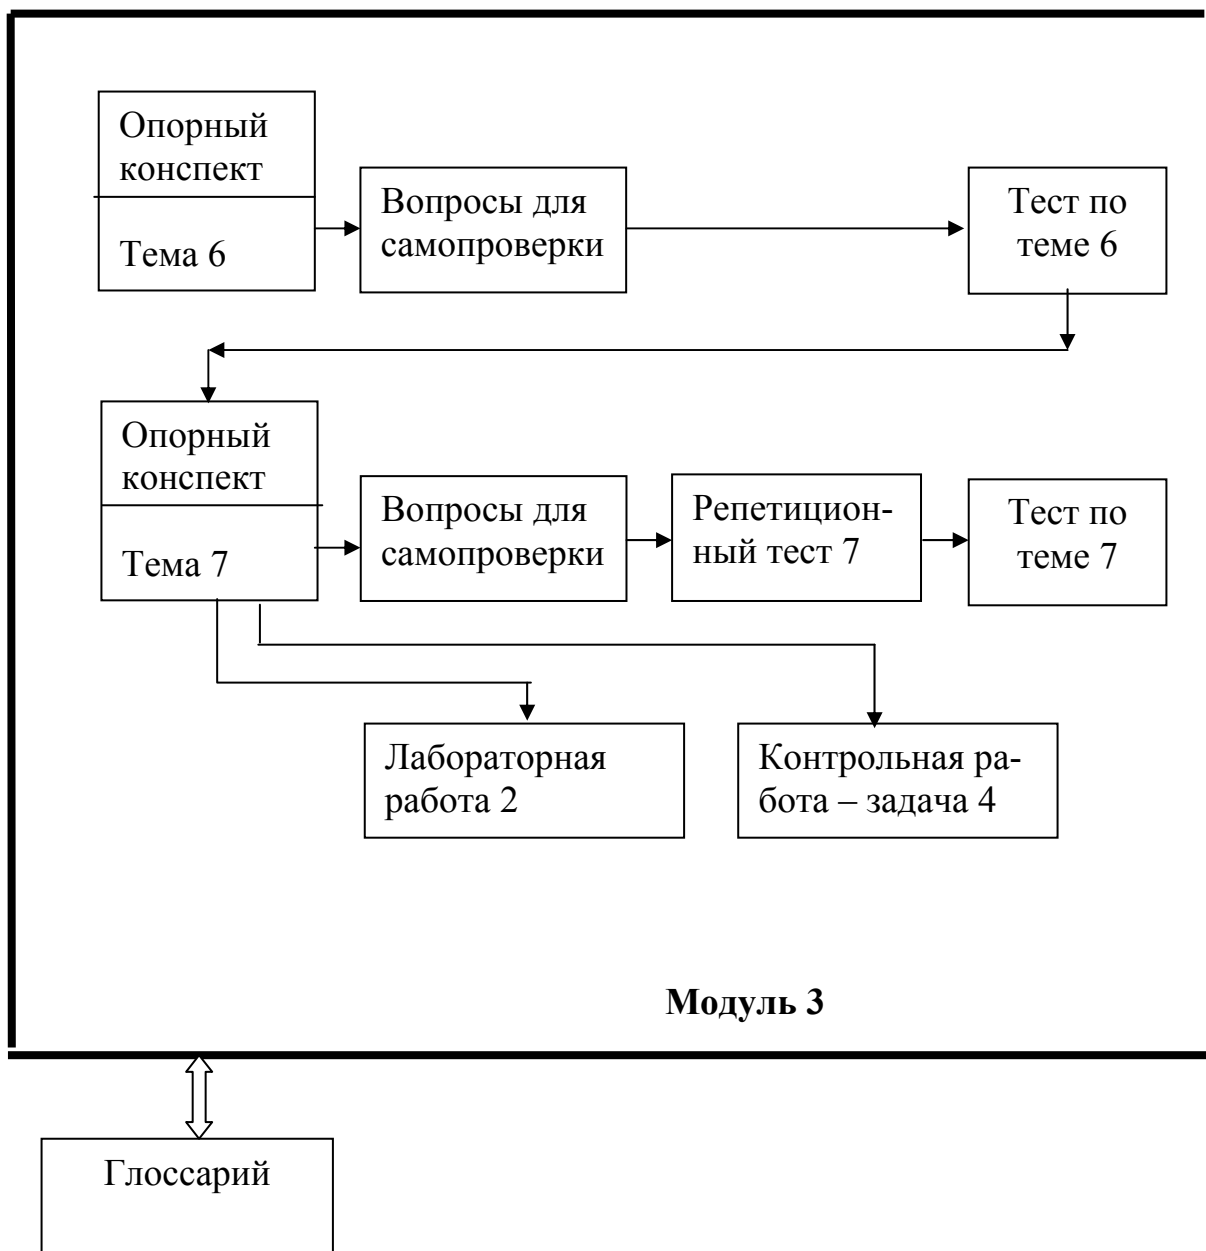 Опорный
конспект
Тема 6
Вопросы для
самопроверки
Тест по
теме 6
Опорный
конспект
Тема 7
Вопросы для
самопроверки
Репетицион-
ный тест 7
Тест по
теме 7
Лабораторная
работа 2
Контрольная ра-
бота – задача 4
Модуль 3
Глоссарий